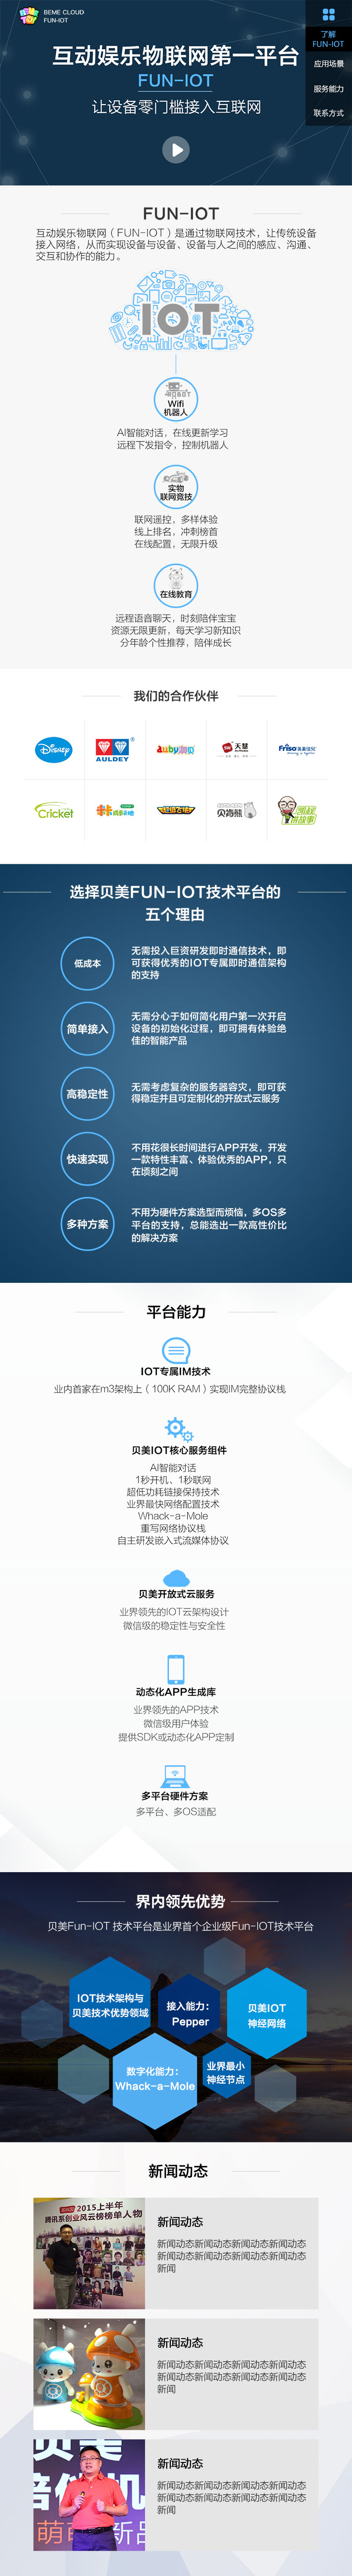 BEME CLOUD
FUN-IOT
了解
FUN-IOT
应用场景
服务能力
联系方式
互动娱乐物联网第一平台
FUN-IOT
让设备零门槛接入互联网
FUN-IOT
互动娱乐物联网（FUN-IOT）是通过物联网技术，让传统设备
接入网络，从而实现设备与设备、设备与人之间的感应、沟通、
交互和协作的能力。
IOT
ROBOT
Wifi
机器人
AI智能对话，在线更新学习
远程下发指令，控制机器人
实物
联网竞技
联网遥控，多样体验
线上排名，冲刺榜首
在线配置，无限升级
在线教育
远程语音聊天，时刻陪伴宝宝
资源无限更新，每天学习新知识
分年龄个性推荐，陪伴成长
我们的合作伙伴
Disney
AULDEY
auby澳贝
天慧
Friso美素佳儿
Cricket
贝肯熊
凯叔
讲故事
选择贝美FUN-IOT技术平台的
五个理由
低成本
无需投入巨资研发即时通信技术，即
可获得优秀的IOT专属即时通信架构
的支持
简单接入
无需分心于如何简化用户第一次开启
设备的初始化过程，即可拥有体验绝
佳的智能产品
高稳定性
无需考虑复杂的服务器容灾，即可获
得稳定并且可定制化的开放式云服务
快速实现
不用花很长时间进行APP开发，开发
一款特性丰富、体验优秀的APP，只
在顷刻之间
多种方案
不用为硬件方案选型而烦恼，多OS多
平台的支持，总能选出一款高性价比
的解决方案
平台能力
IOT专属IM技术
业内首家在m3架构上（100K RAM）实现IM完整协议栈
贝美IOT核心服务组件
AI智能对话
1秒开机、1秒联网
超低功耗链接保持技术
业界最快网络配置技术
Whack-a-Mole
重写网络协议栈
自主研发嵌入式流媒体协议
贝美开放式云服务
业界领先的IOT云架构设计
微信级的稳定性与安全性
动态化APP生成库
业界领先的APP技术
微信级用户体验
提供SDK或动态化APP定制
多平台硬件方案
多平台、多OS适配
界内领先优势
贝美Fun-IOT 技术平台是业界首个企业级Fun-IOT技术平台
IOT技术架构与
贝美技术优势领域
接入能力：
Pepper
贝美IOT
神经网络
数字化能力：
Whack-a-Mole
业界最小
神经节点
新闻动态
2015上半年
腾讯系创业风云榜榜单人物
新闻动态
新闻动态新闻动态新闻动态新闻动态
新闻动态新闻动态新闻动态新闻动态
新闻
新闻动态
新闻动态新闻动态新闻动态新闻动态
新闻动态新闻动态新闻动态新闻动态
新闻
贝美
陪伴机
萌萌 新品
新闻动态
新闻动态新闻动态新闻动态新闻动态
新闻动态新闻动态新闻动态新闻动态
新闻